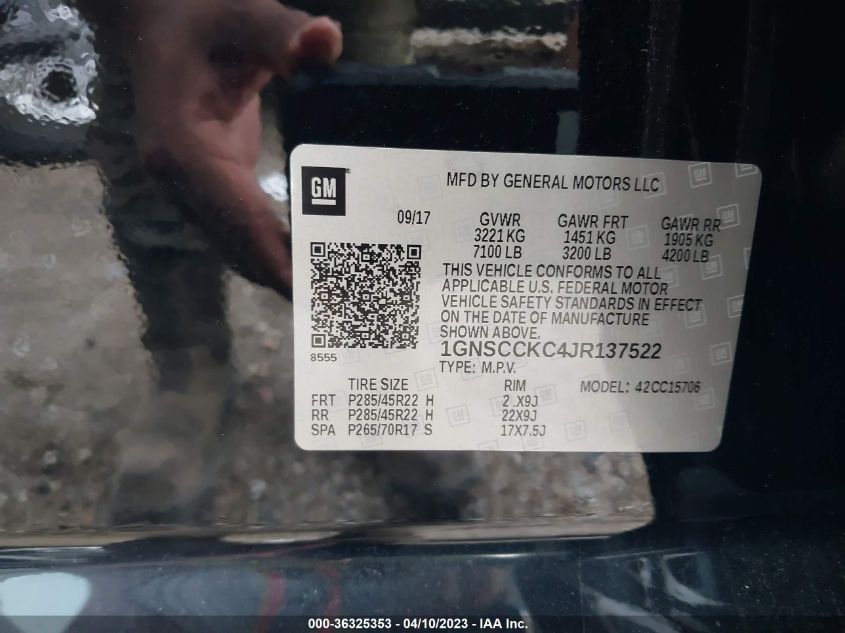 GM
MFD BY GENERAL MOTORS LLC
09/17 GVWR GAWR FRT GAWR RR
3221 KG 1451 KG 1905 KG
7100 LB 3200 LB 4200 LB
THIS VEHICLE CONFORMS TO ALL
APPLICABLE U.S. FEDERAL MOTOR
VEHICLE SAFETY STANDARDS IN EFFECT
ON THE DATE OF MANUFACTURE
SHOWN ABOVE.
8555
1GNSCCKC4JR137522
TYPE: M.P.V.
TIRE SIZE RIM MODEL: 42CC15706
FRT P285/45R22 H 2 .X9J
RR P285/45R22 H 22X9J
SPA P265/70R17 S 17X7.5J
000-36325353 - 04/10/2023 - IAA Inc.